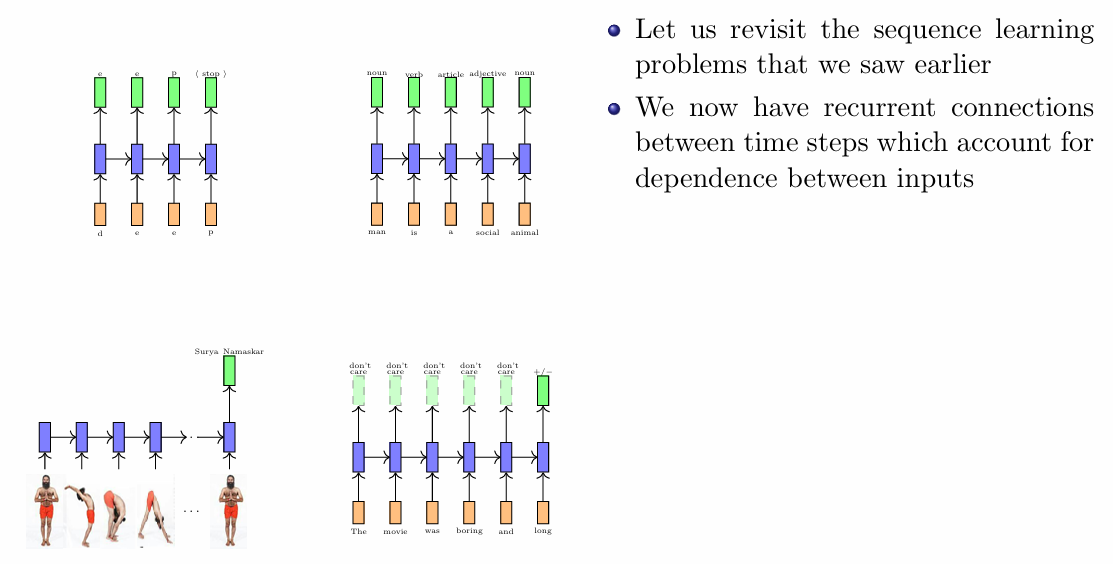 Let us revisit the sequence learning
problems that we saw earlier
We now have recurrent connections
between time steps which account for
dependence between inputs
e e p ⟨ stop ⟩
d e e p
noun verb article adjective noun
man is a social animal
Surya Namaskar
. . .
don't don't don't don't don't
care care care care care +/−
The movie was boring and long